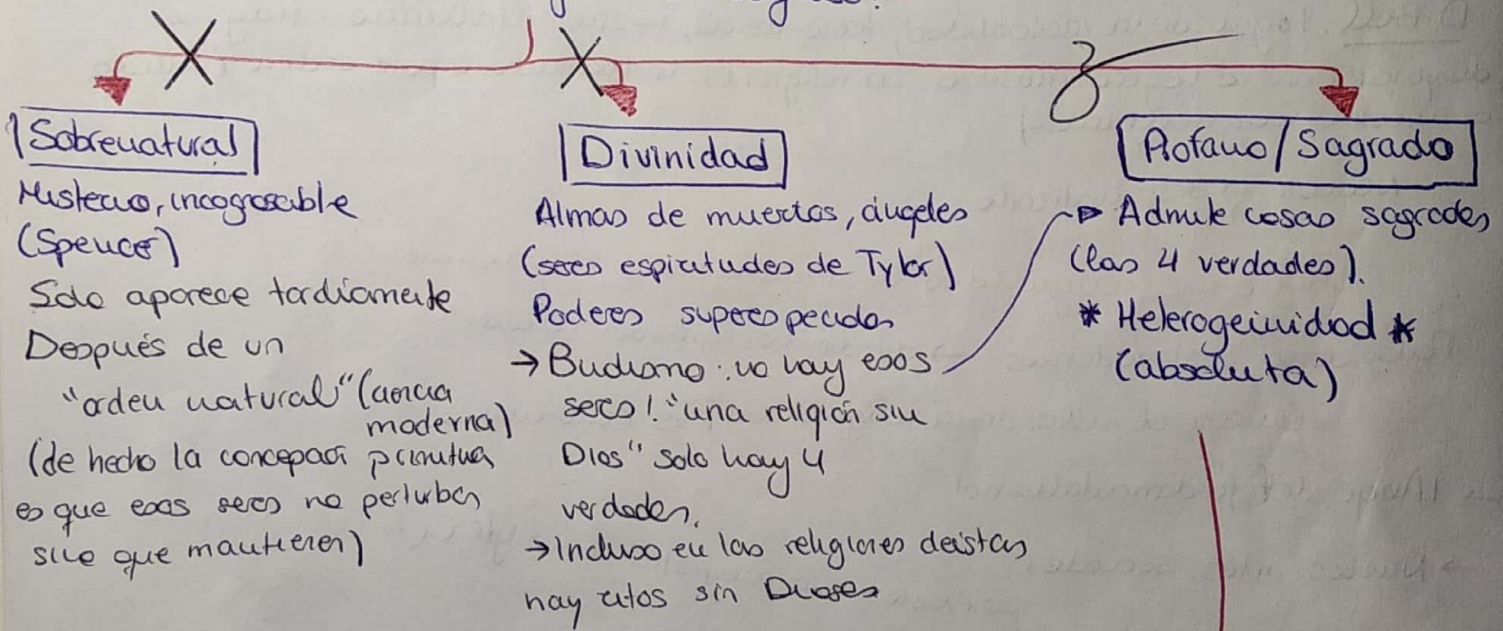 Sobrenatural
Misterio, incognoscible
(Spencer)
Solo aparece tardíamente
Después de un
"orden natural" (ciencia
moderna)
(de hecho la concepción primitiva
es que esos seres no perturban
sino que mantienen)
Divinidad
Almas de muertos, ángeles
(seres espirituales de Tylor)
Poderes superespeciales
→ Budismo: no hay esos
seres! "una religión sin
Dios" solo hay 4
verdades.
→ Incluso en las religiones deístas
hay ritos sin Dioses
Profano/Sagrado
Admite cosas sagradas
(las 4 verdades).
* Heterogeinidad *
(absoluta)